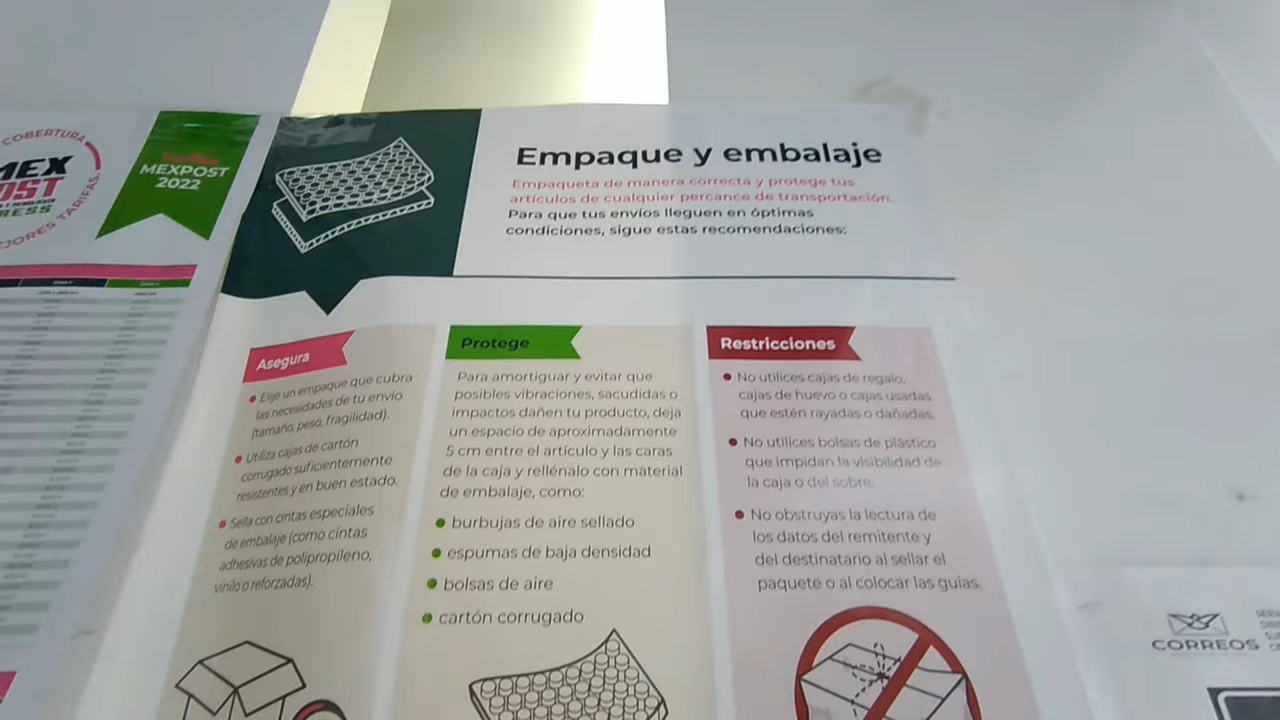 COBERTURA
MEX
POST
RESS
JORES TARIFAS.
MEXPOST
2022
Empaque y embalaje
Empaqueta de manera correcta y protege tus
artículos de cualquier percance de transportación.
Para que tus envíos lleguen en óptimas
condiciones, sigue estas recomendaciones:
Asegura
Elije un empaque que cubra
las necesidades de tu envío
(tamaño, peso, fragilidad).
Utiliza cajas de cartón
corrugado suficientemente
resistentes y en buen estado.
Sella con cintas especiales
de embalaje (como cintas
adhesivas de polipropileno,
vinilo o reforzadas).
Protege
Para amortiguar y evitar que
posibles vibraciones, sacudidas o
impactos dañen tu producto, deja
un espacio de aproximadamente
5 cm entre el artículo y las caras
de la caja y rellénalo con material
de embalaje, como:
burbujas de aire sellado
espumas de baja densidad
bolsas de aire
cartón corrugado
Restricciones
No utilices cajas de regalo,
cajas de huevo o cajas usadas
que estén rayadas o dañadas.
No utilices bolsas de plástico
que impidan la visibilidad de
la caja o del sobre.
No obstruyas la lectura de
los datos del remitente y
del destinatario al sellar el
paquete o al colocar las guías.
CORREOS